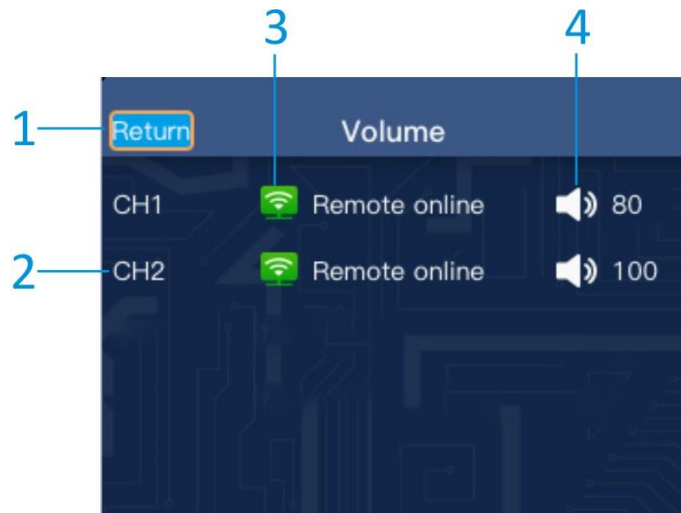 3 4
1 Return Volume
CH1 Remote online 80
2 CH2 Remote online 100